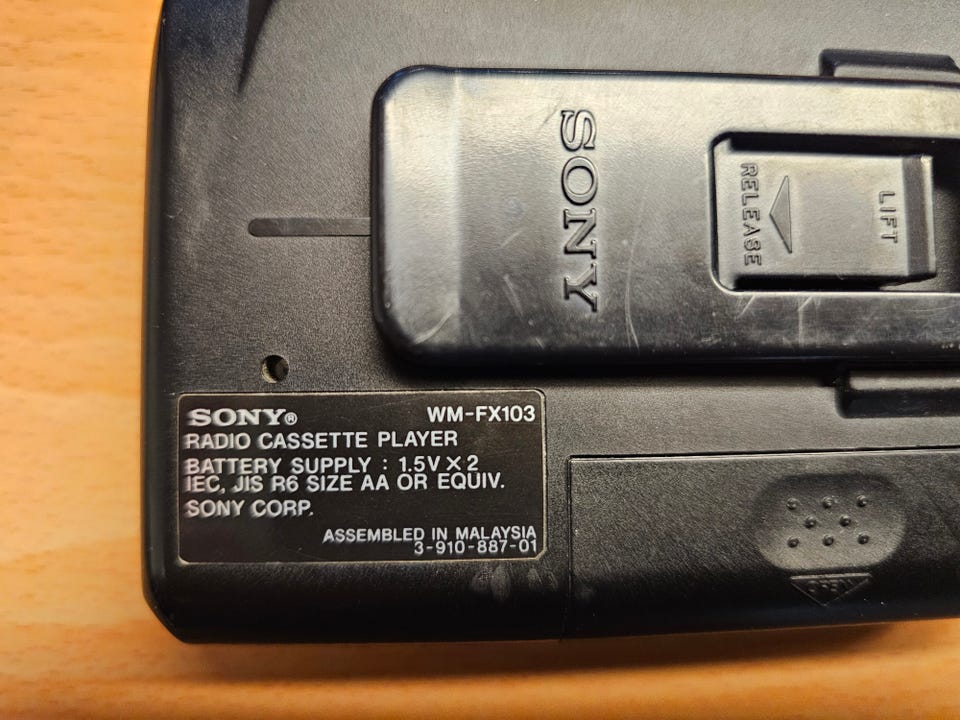 SONY
RELEASE
LIFT
SONY® WM-FX103
RADIO CASSETTE PLAYER
BATTERY SUPPLY : 1.5V×2
IEC, JIS R6 SIZE AA OR EQUIV.
SONY CORP.
ASSEMBLED IN MALAYSIA
3-910-887-01
OPEN